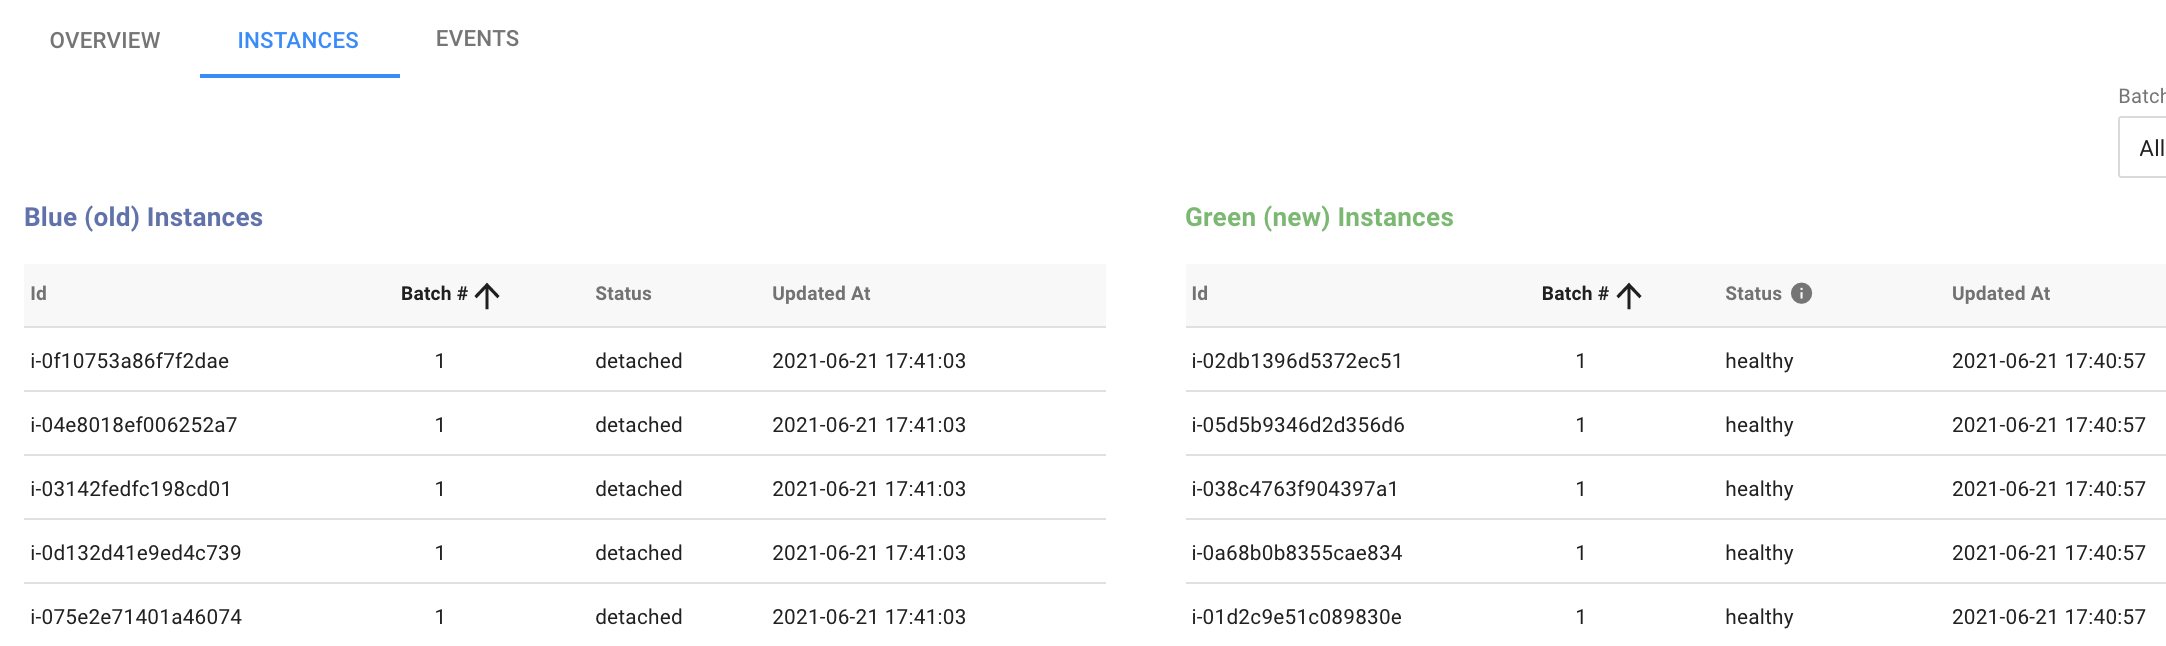 OVERVIEW INSTANCES EVENTS
Batch
All
Blue (old) Instances
Id Batch # Status Updated At
i-0f10753a86f7f2dae 1 detached 2021-06-21 17:41:03
i-04e8018ef006252a7 1 detached 2021-06-21 17:41:03
i-03142fedfc198cd01 1 detached 2021-06-21 17:41:03
i-0d132d41e9ed4c739 1 detached 2021-06-21 17:41:03
i-075e2e71401a46074 1 detached 2021-06-21 17:41:03
Green (new) Instances
Id Batch # Status Updated At
i-02db1396d5372ec51 1 healthy 2021-06-21 17:40:57
i-05d5b9346d2d356d6 1 healthy 2021-06-21 17:40:57
i-038c4763f904397a1 1 healthy 2021-06-21 17:40:57
i-0a68b0b8355cae834 1 healthy 2021-06-21 17:40:57
i-01d2c9e51c089830e 1 healthy 2021-06-21 17:40:57